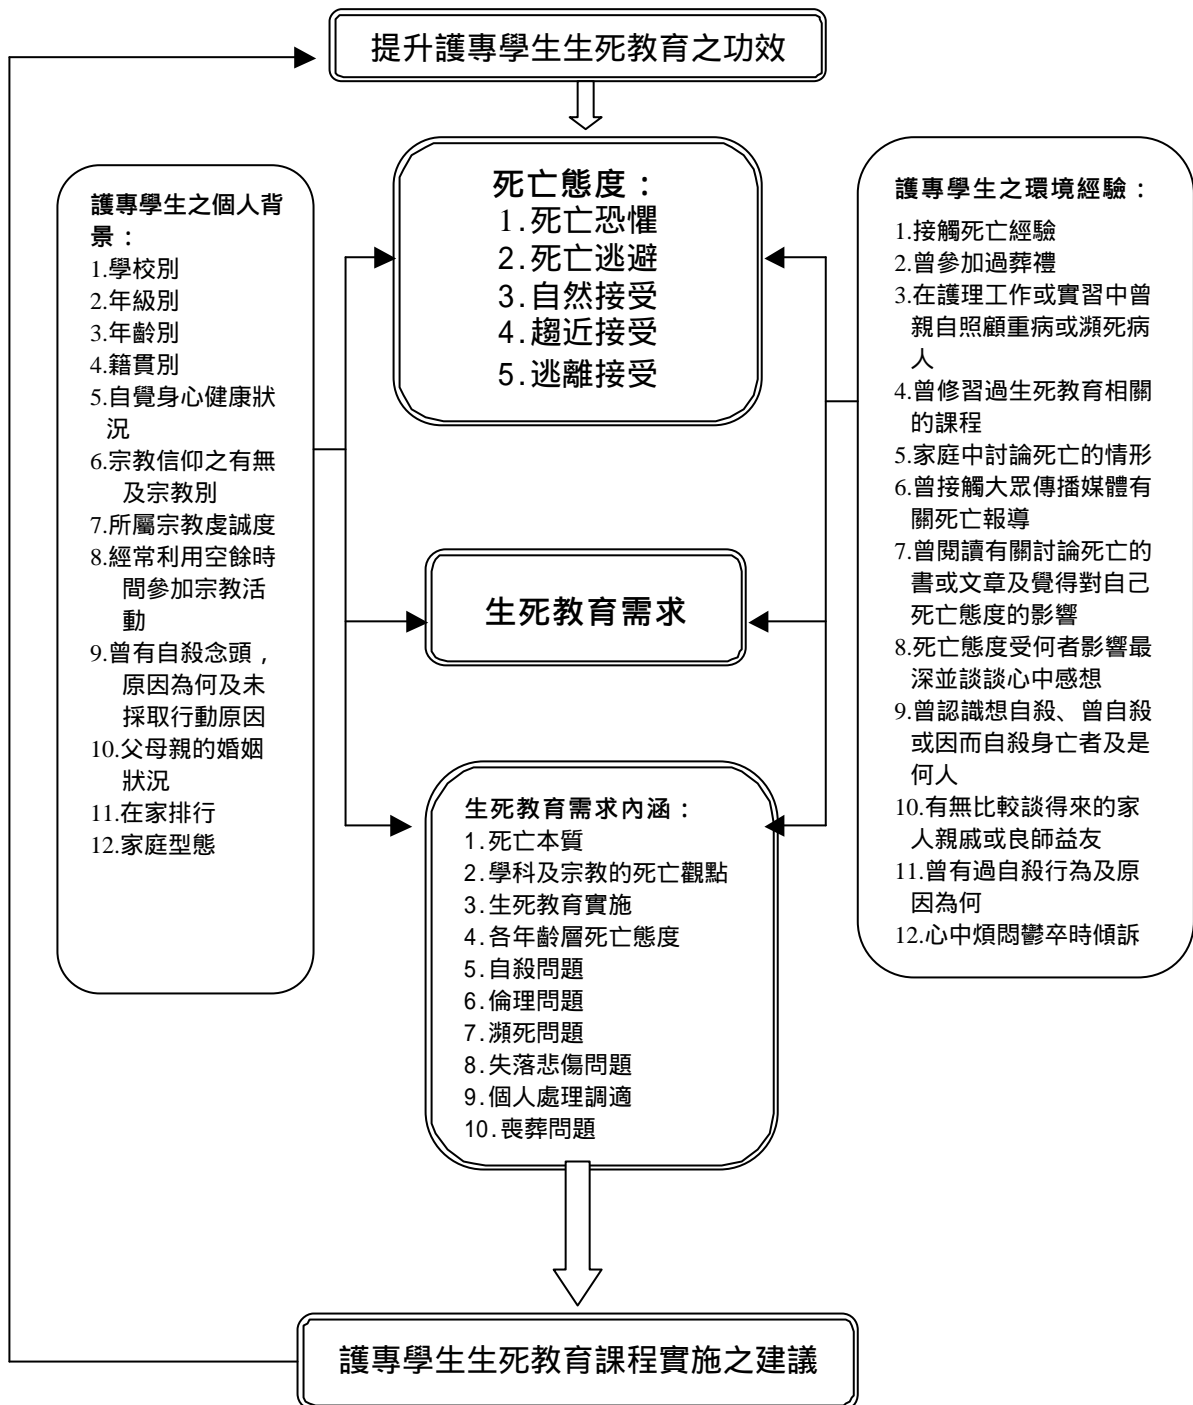 提升護專學生生死教育之功效
死亡態度：
1.死亡恐懼
2.死亡逃避
3.自然接受
4.趨近接受
5.逃離接受
護專學生之個人背
景：
1.學校別
2.年級別
3.年齡別
4.籍貫別
5.自覺身心健康狀
況
6.宗教信仰之有無
及宗教別
7.所屬宗教虔誠度
8.經常利用空餘時
間參加宗教活
動
9.曾有自殺念頭，
原因為何及未
採取行動原因
10.父母親的婚姻
狀況
11.在家排行
12.家庭型態
護專學生之環境經驗：
1.接觸死亡經驗
2.曾參加過葬禮
3.在護理工作或實習中曾
親自照顧重病或瀕死病
人
4.曾修習過生死教育相關
的課程
5.家庭中討論死亡的情形
6.曾接觸大眾傳播媒體有
關死亡報導
7.曾閱讀有關討論死亡的
書或文章及覺得對自己
死亡態度的影響
8.死亡態度受何者影響最
深並談談心中感想
9.曾認識想自殺、曾自殺
或因而自殺身亡者及是
何人
10.有無比較談得來的家
人親戚或良師益友
11.曾有過自殺行為及原
因為何
12.心中煩悶鬱卒時傾訴
生死教育需求
生死教育需求內涵：
1.死亡本質
2.學科及宗教的死亡觀點
3.生死教育實施
4.各年齡層死亡態度
5.自殺問題
6.倫理問題
7.瀕死問題
8.失落悲傷問題
9.個人處理調適
10.喪葬問題
護專學生生死教育課程實施之建議